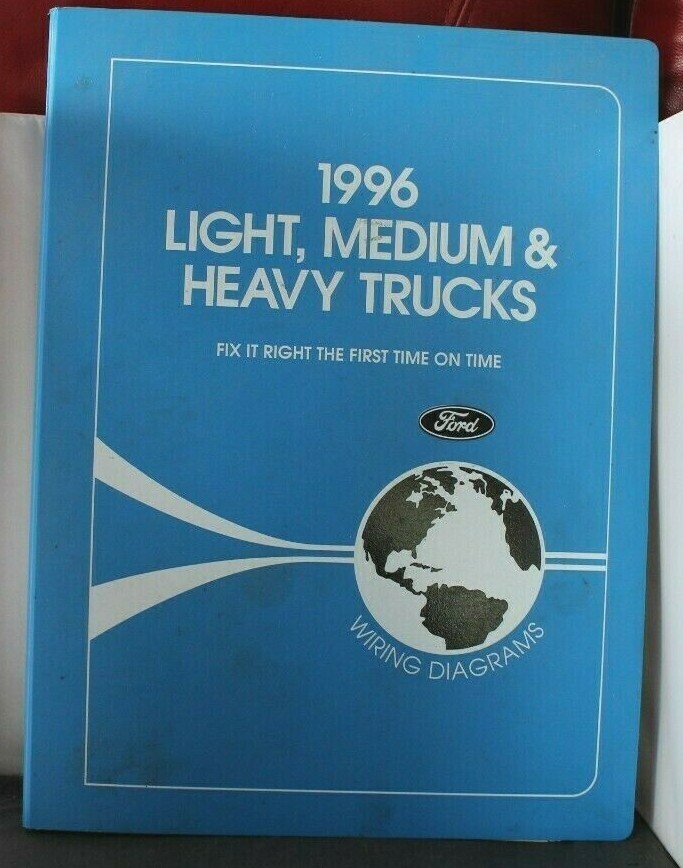 1996
LIGHT, MEDIUM &
HEAVY TRUCKS
FIX IT RIGHT THE FIRST TIME ON TIME
Ford
WIRING DIAGRAMS